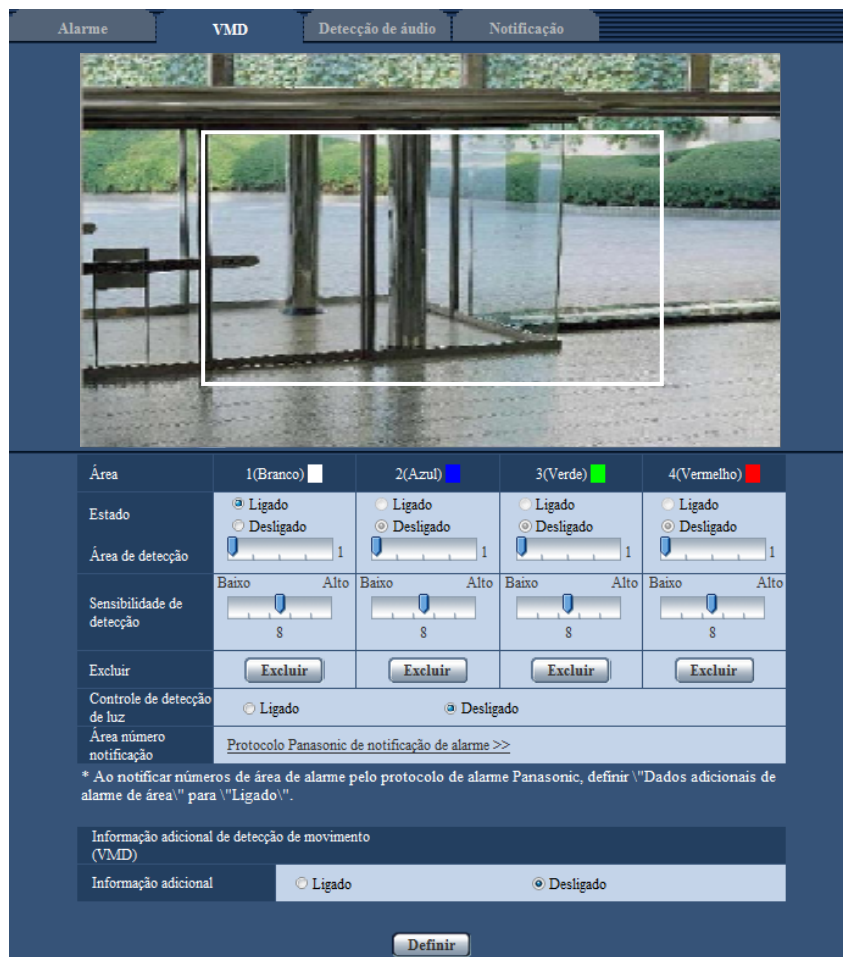 Alarme VMD Detecção de áudio Notificação
Área 1(Branco) 2(Azul) 3(Verde) 4(Vermelho)
Estado
Ligado Ligado Ligado Ligado
Desligado Desligado Desligado Desligado
Área de detecção 1 1 1 1
Baixo Alto Baixo Alto Baixo Alto Baixo Alto
Sensibilidade de
detecção
8 8 8 8
Excluir Excluir Excluir Excluir Excluir
Controle de detecção
de luz
Ligado Desligado
Área número
notificação
Protocolo Panasonic de notificação de alarme >>
* Ao notificar números de área de alarme pelo protocolo de alarme Panasonic, definir \"Dados adicionais de
alarme de área\" para \"Ligado\".
Informação adicional de detecção de movimento
(VMD)
Informação adicional Ligado Desligado
Definir